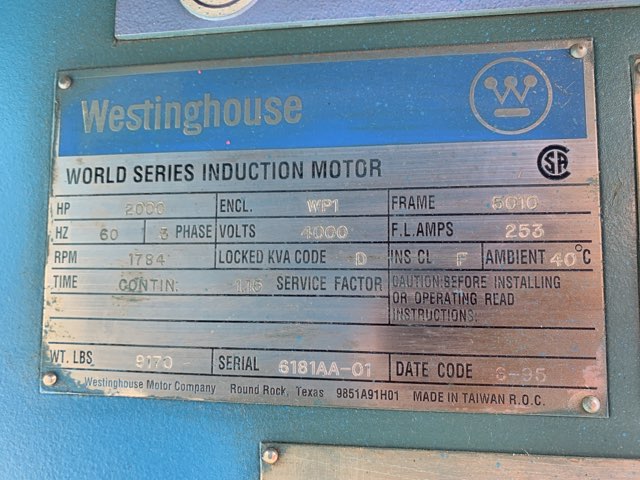 Westinghouse W
WORLD SERIES INDUCTION MOTOR CSA
HP 2000 ENCL. WP1 FRAME 5010
HZ 60 3 PHASE VOLTS 4000 F.L. AMPS 253
RPM 1784 LOCKED KVA CODE D INS CL F AMBIENT 40°C
TIME CONTIN. 1.15 SERVICE FACTOR CAUTION: BEFORE INSTALLING
OR OPERATING READ
INSTRUCTIONS.
WT. LBS. 9170 SERIAL 6181AA-01 DATE CODE 6-95
Westinghouse Motor Company Round Rock, Texas 9851A91H01 MADE IN TAIWAN R.O.C.